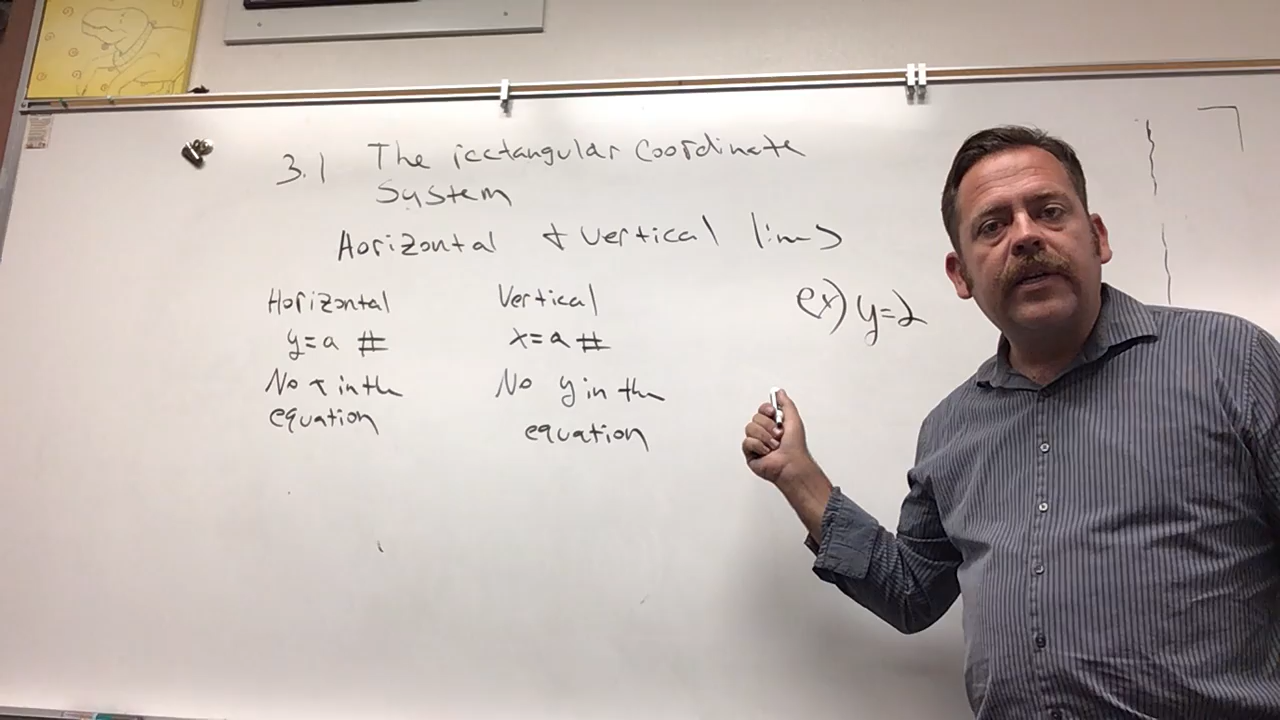 3.1 The rectangular coordinate
System
Horizontal & vertical lines
Horizontal
y=a #
No x in the
equation
Vertical
x=a #
No y in the
equation
ex) y=2